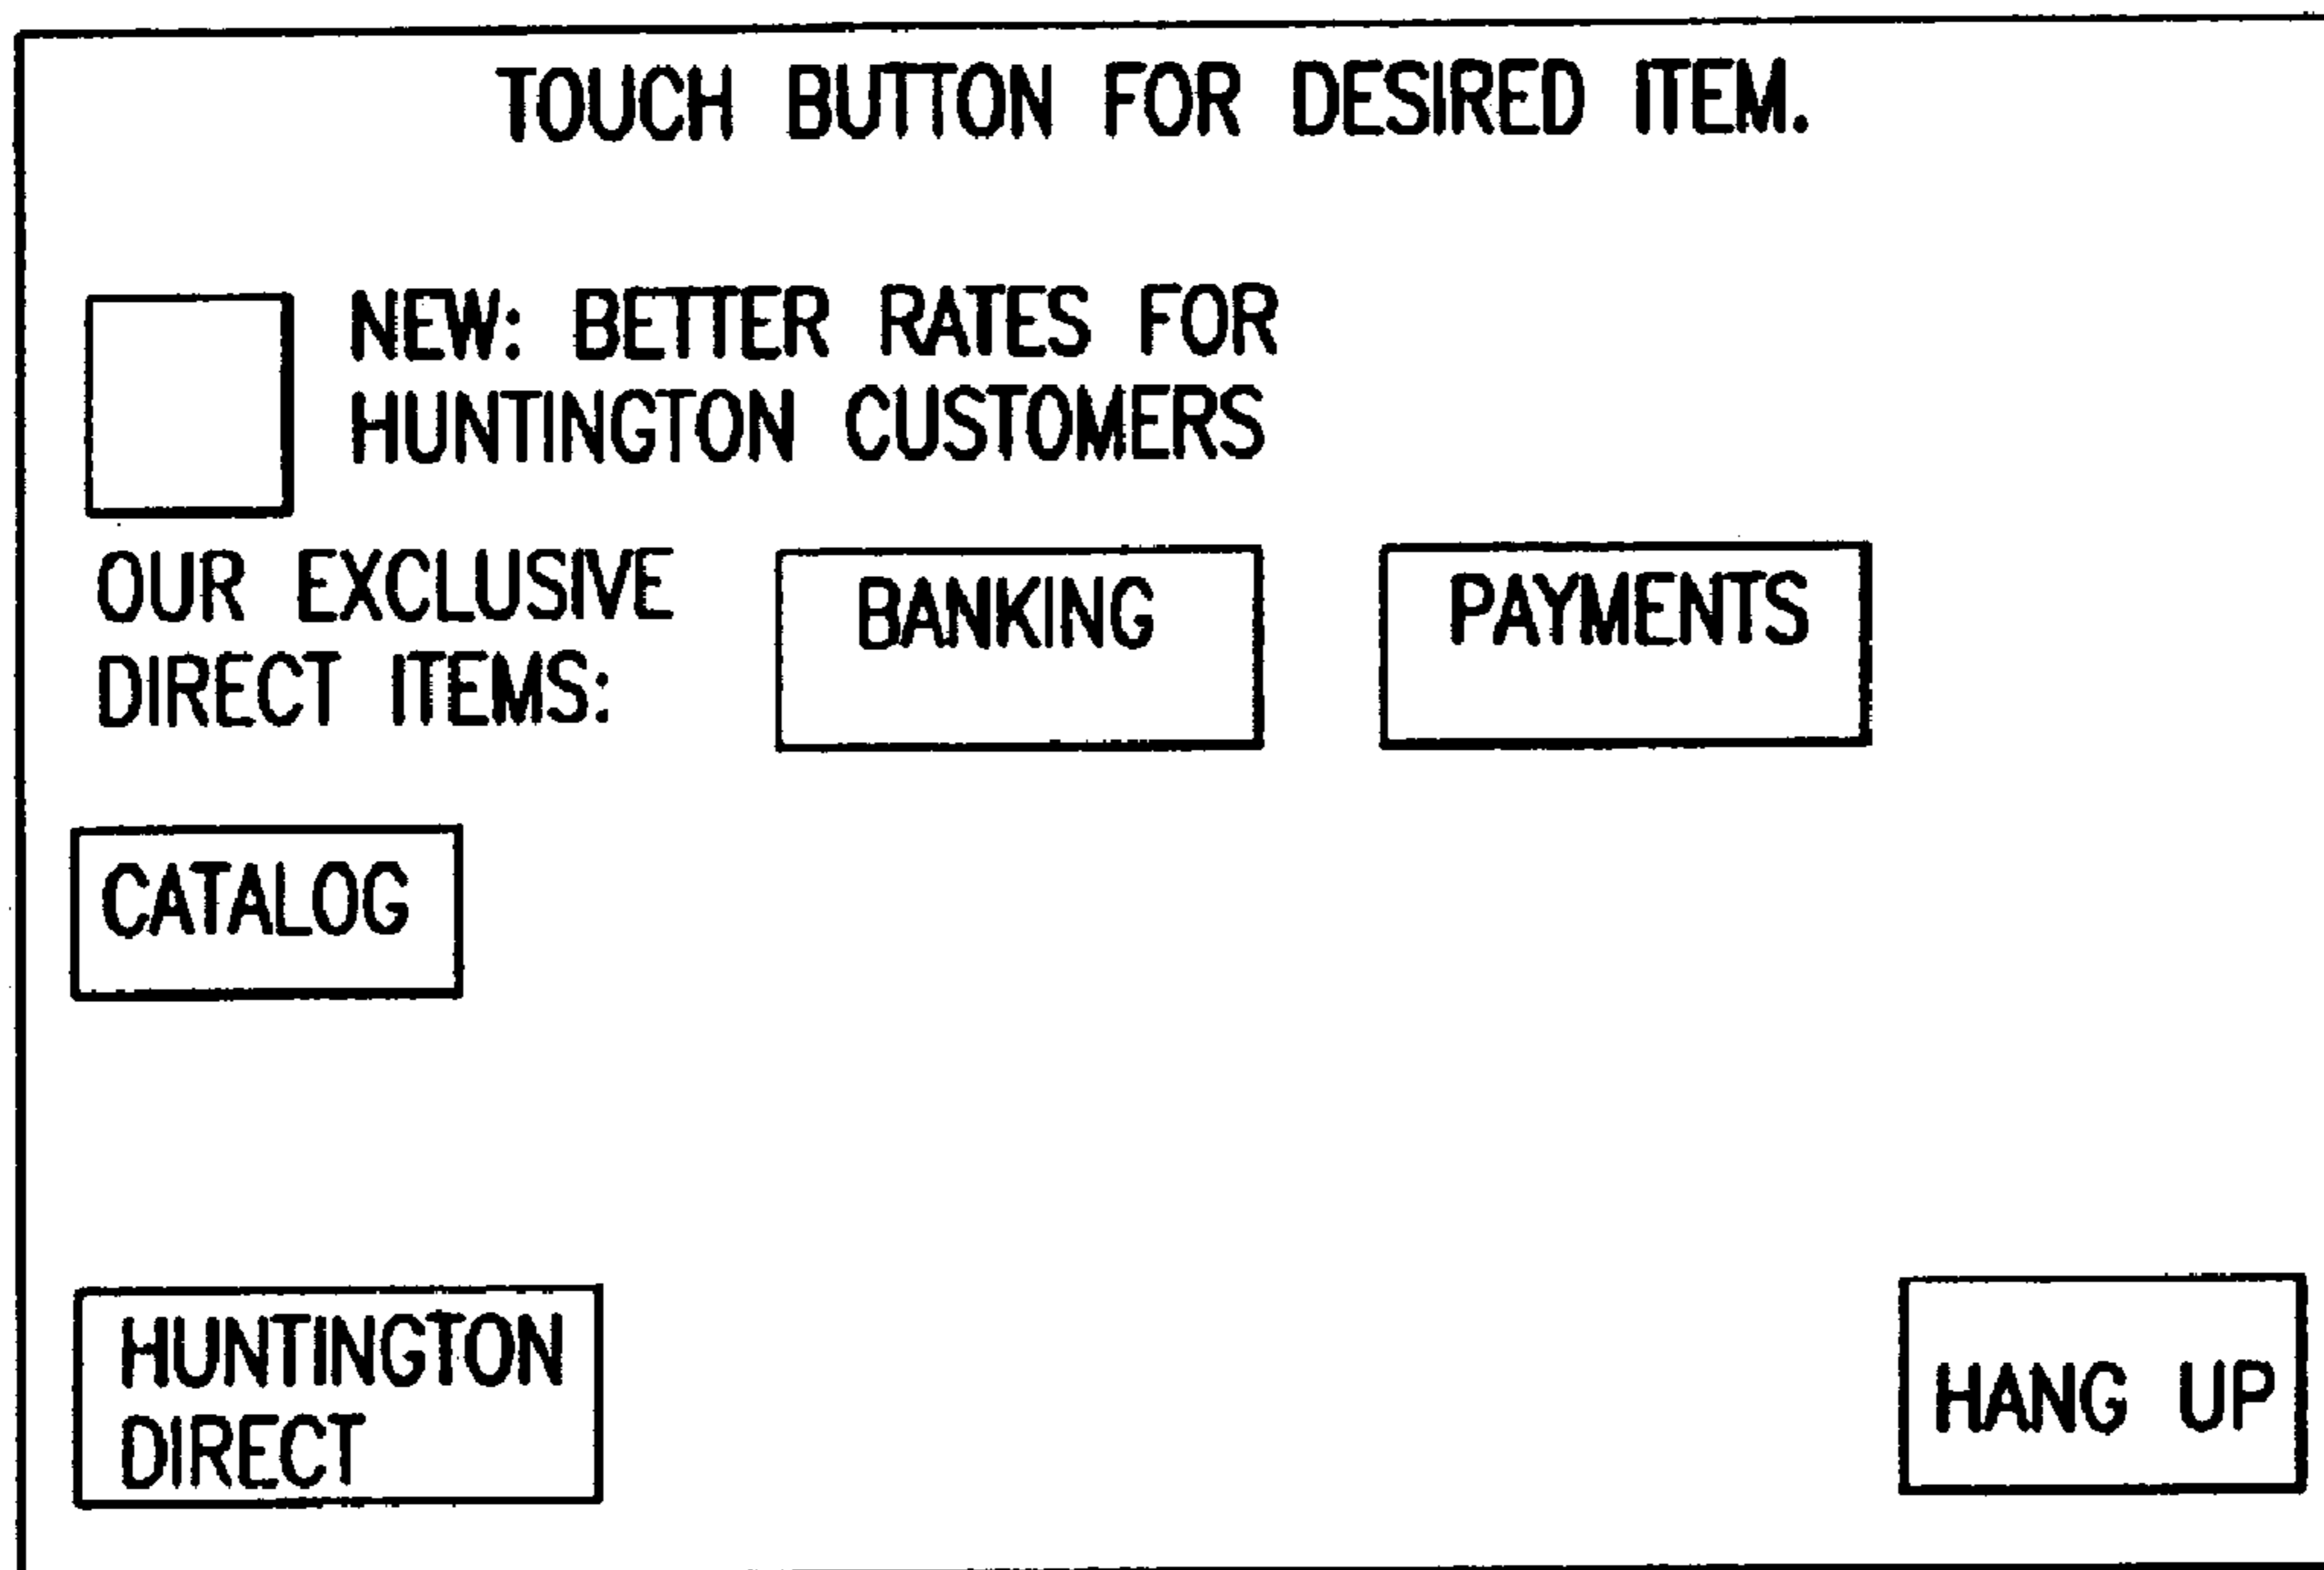 TOUCH BUTTON FOR DESIRED ITEM.
NEW: BETTER RATES FOR
HUNTINGTON CUSTOMERS
OUR EXCLUSIVE
DIRECT ITEMS:
BANKING
PAYMENTS
CATALOG
HUNTINGTON
DIRECT
HANG UP